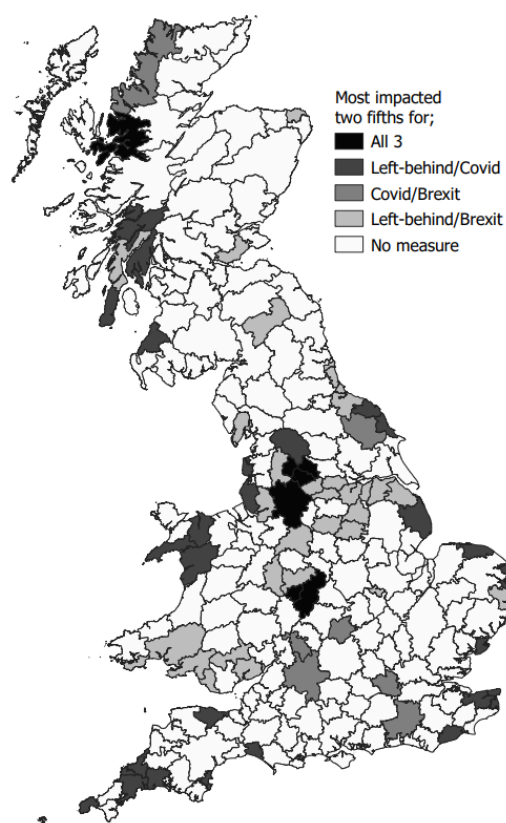 Most impacted
two fifths for;
All 3
Left-behind/Covid
Covid/Brexit
Left-behind/Brexit
No measure